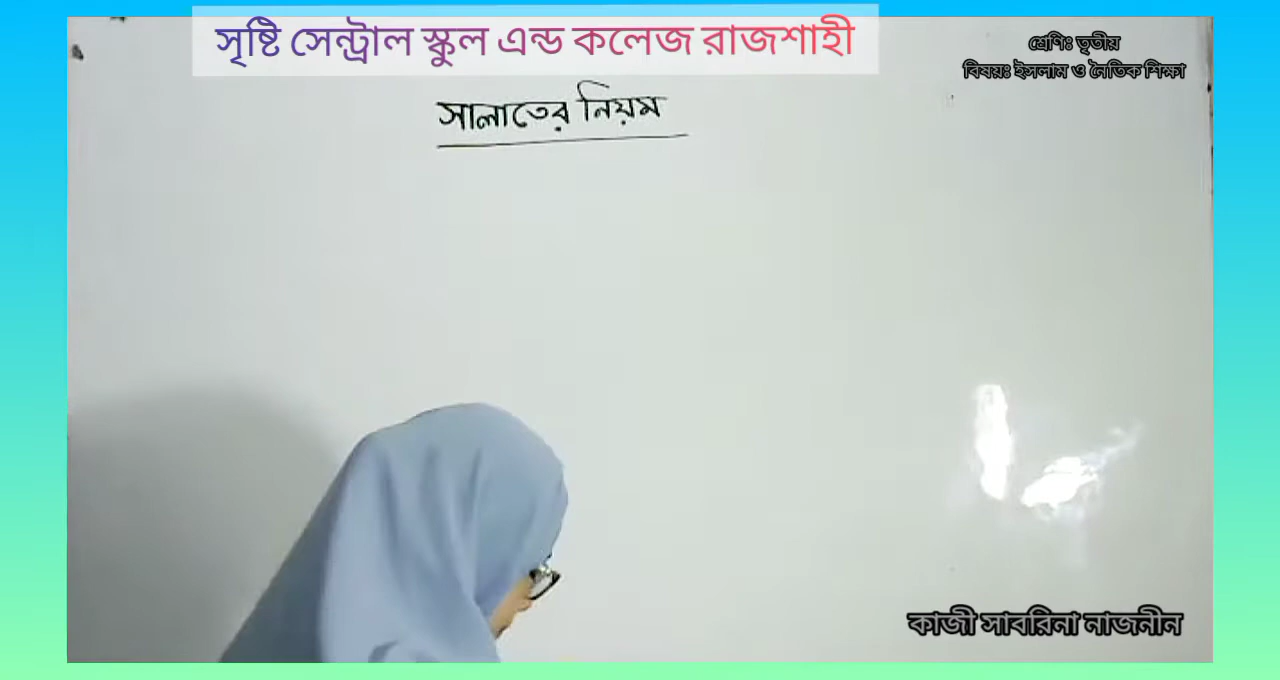 সৃষ্টি সেন্ট্রাল স্কুল এন্ড কলেজ রাজশাহী
শ্রেণিঃ তৃতীয়
বিষয়ঃ ইসলাম ও নৈতিক শিক্ষা
সালাতের নিয়ম
কাজী সাবরিনা নাজনীন